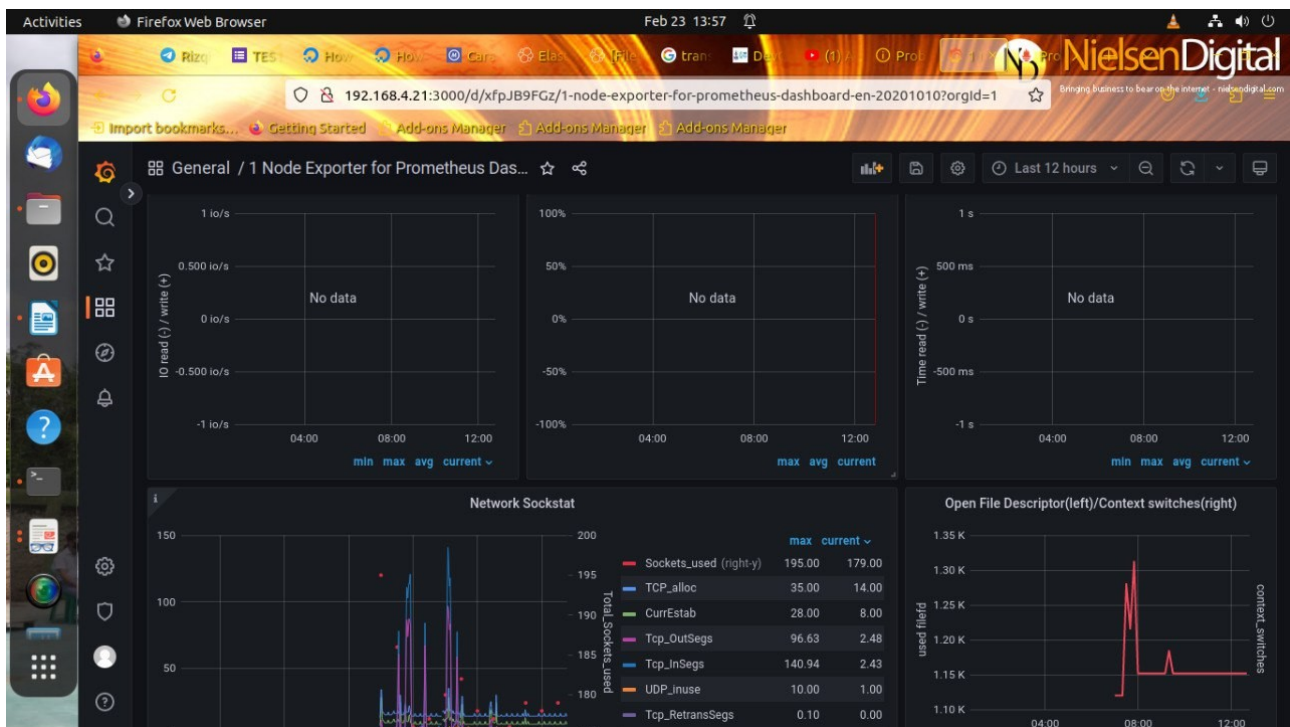 Activities
Firefox Web Browser
Feb 23 13:57
Rizq
TES
How
Ho
Cars
Elas
[File
G tran
(1)
Prob
NielsenDigital
192.168.4.21:3000/d/xfpJB9FGz/1-node-exporter-for-prometheus-dashboard-en-20201010?orgId=1
Bringing business to bear on the internet - nielsendigital.com
Import bookmarks...
Getting Started
Add-ons Manager
Add-ons Manager
Add-ons Manager
General / 1 Node Exporter for Prometheus Das...
Last 12 hours
IO read (-) / write (+)
1 io/s
0.500 io/s
0 io/s
-0.500 io/s
-1 io/s
No data
04:00 08:00 12:00
min max avg current
100%
50%
0%
-50%
-100%
No data
04:00 08:00 12:00
max avg current
Time read (-) / write (+)
1 s
500 ms
0 s
-500 ms
-1 s
No data
04:00 08:00 12:00
min max avg current
i
Network Sockstat
150
100
50
200
195
190
185
180
Total_Sockets_used
max current
Sockets_used (right-y) 195.00 179.00
TCP_alloc 35.00 14.00
CurrEstab 28.00 8.00
Tcp_OutSegs 96.63 2.48
Tcp_InSegs 140.94 2.43
UDP_inuse 10.00 1.00
Tcp_RetransSegs 0.10 0.00
Open File Descriptor(left)/Context switches(right)
used filefd
1.35 K
1.30 K
1.25 K
1.20 K
1.15 K
1.10 K
context_switches
04:00 08:00 12:00